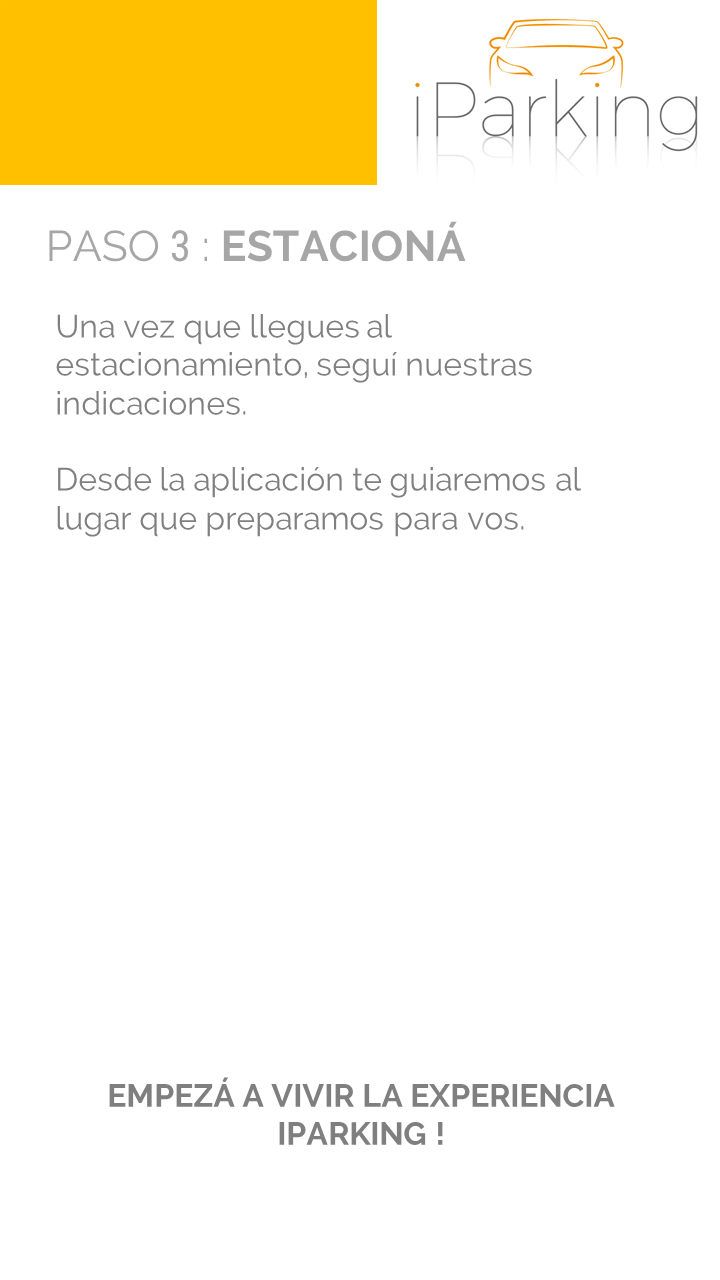 iParking
PASO 3 : ESTACIONÁ
Una vez que llegues al
estacionamiento, seguí nuestras
indicaciones.
Desde la aplicación te guiaremos al
lugar que preparamos para vos.
EMPEZÁ A VIVIR LA EXPERIENCIA
IPARKING !